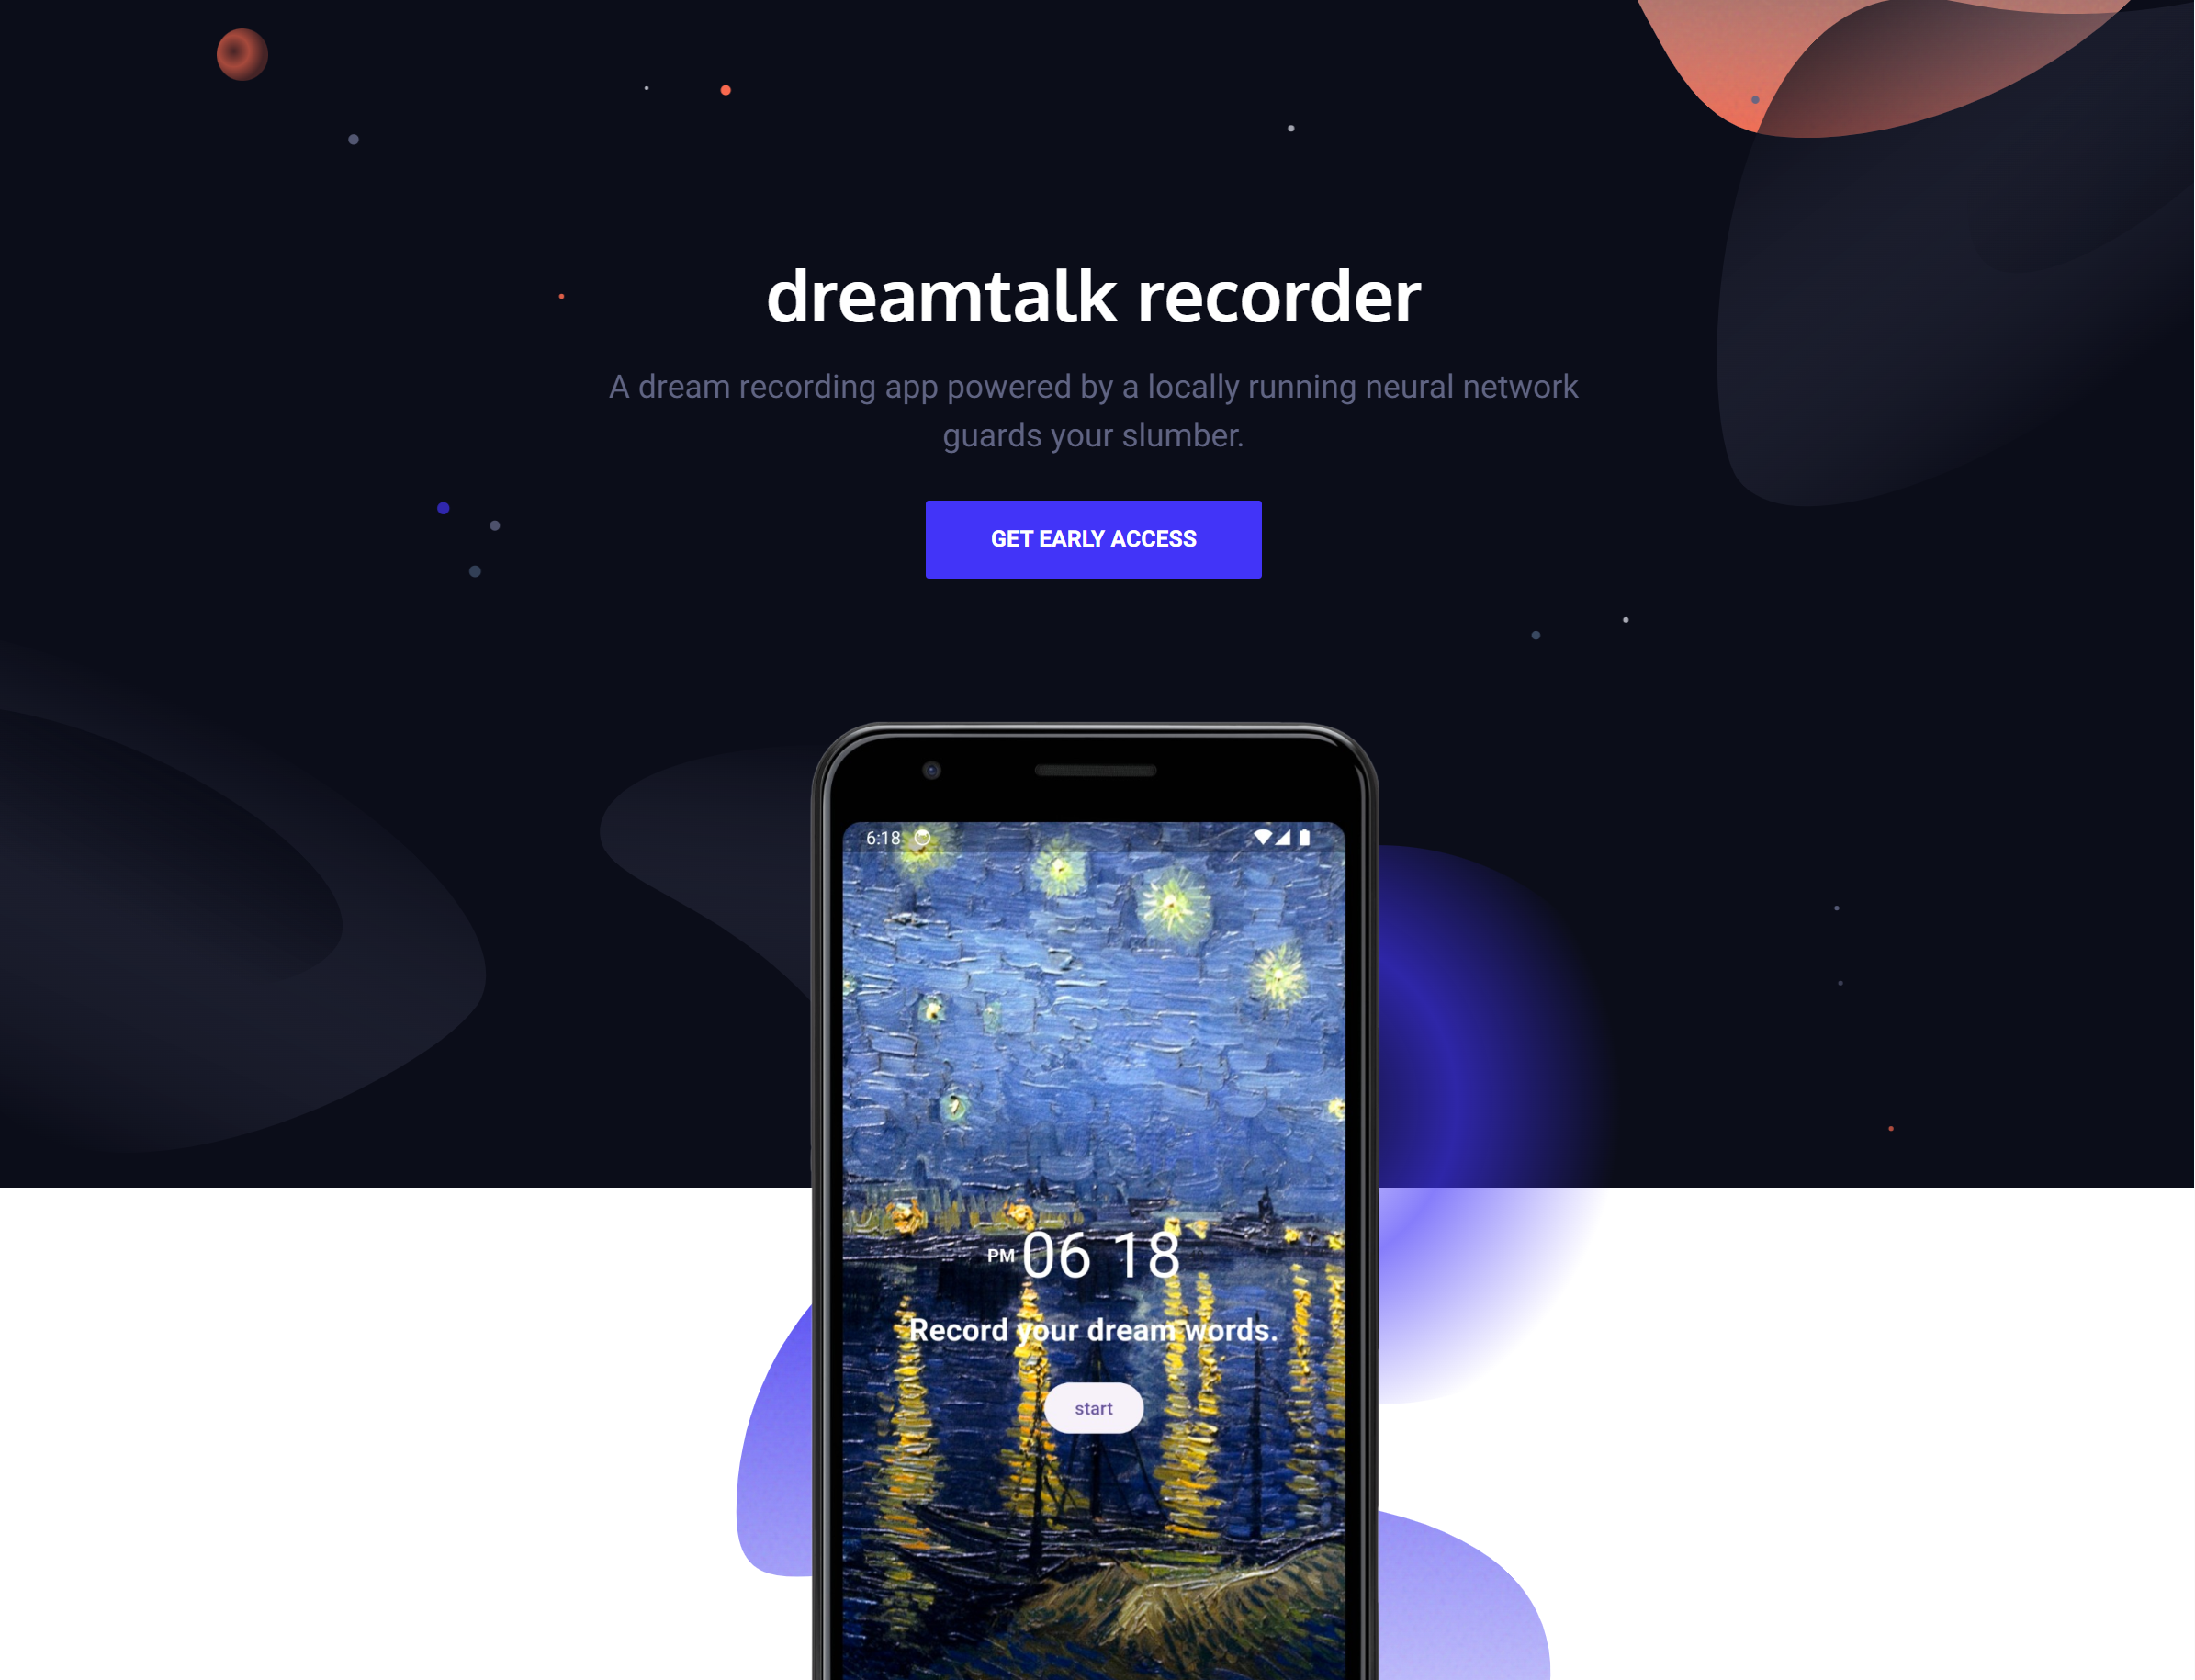 dreamtalk recorder
A dream recording app powered by a locally running neural network
guards your slumber.
GET EARLY ACCESS
6:18
PM 06 18
Record your dream words.
start